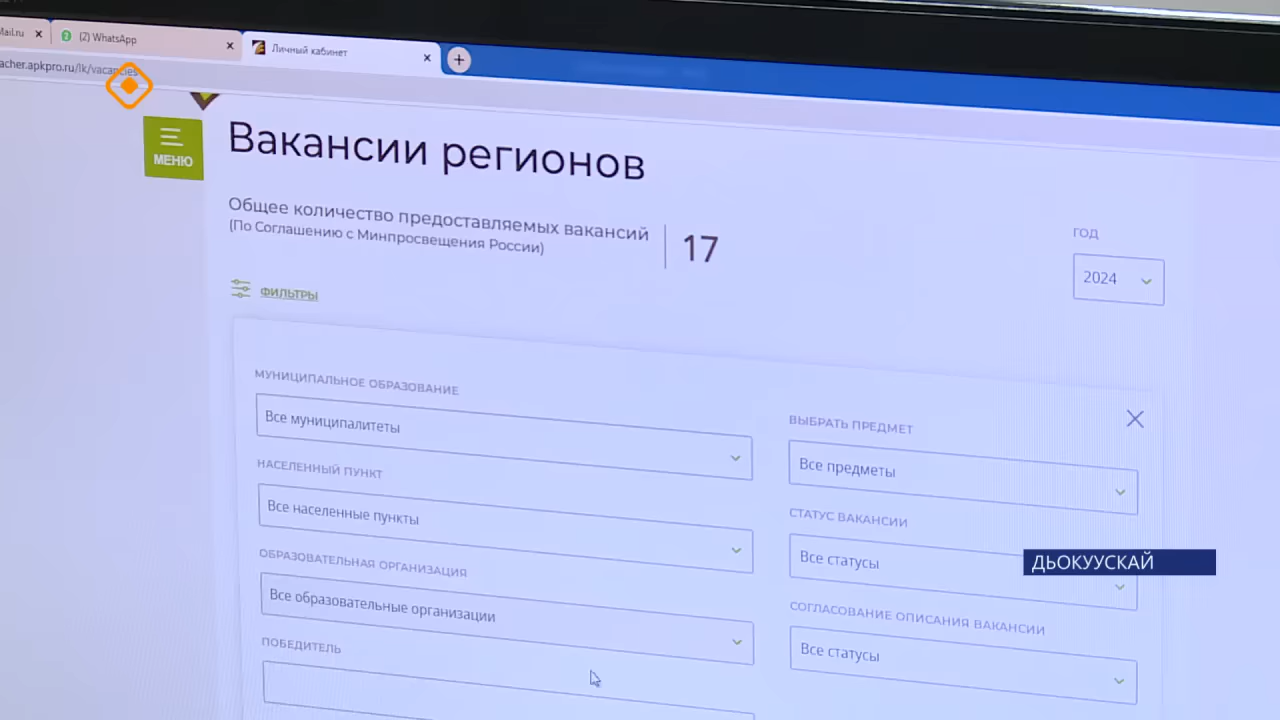 Mail.ru
(2) WhatsApp
Личный кабинет
acher.apkpro.ru/lk/vacancies
МЕНЮ
Вакансии регионов
Общее количество предоставляемых вакансий
(По Соглашению с Минпросвещения России)
17
ГОД
2024
ФИЛЬТРЫ
МУНИЦИПАЛЬНОЕ ОБРАЗОВАНИЕ
Все муниципалитеты
ВЫБРАТЬ ПРЕДМЕТ
Все предметы
НАСЕЛЕННЫЙ ПУНКТ
Все населенные пункты
СТАТУС ВАКАНСИИ
Все статусы
ДЬОКУУСКАЙ
ОБРАЗОВАТЕЛЬНАЯ ОРГАНИЗАЦИЯ
Все образовательные организации
СОГЛАСОВАНИЕ ОПИСАНИЯ ВАКАНСИИ
Все статусы
ПОБЕДИТЕЛЬ